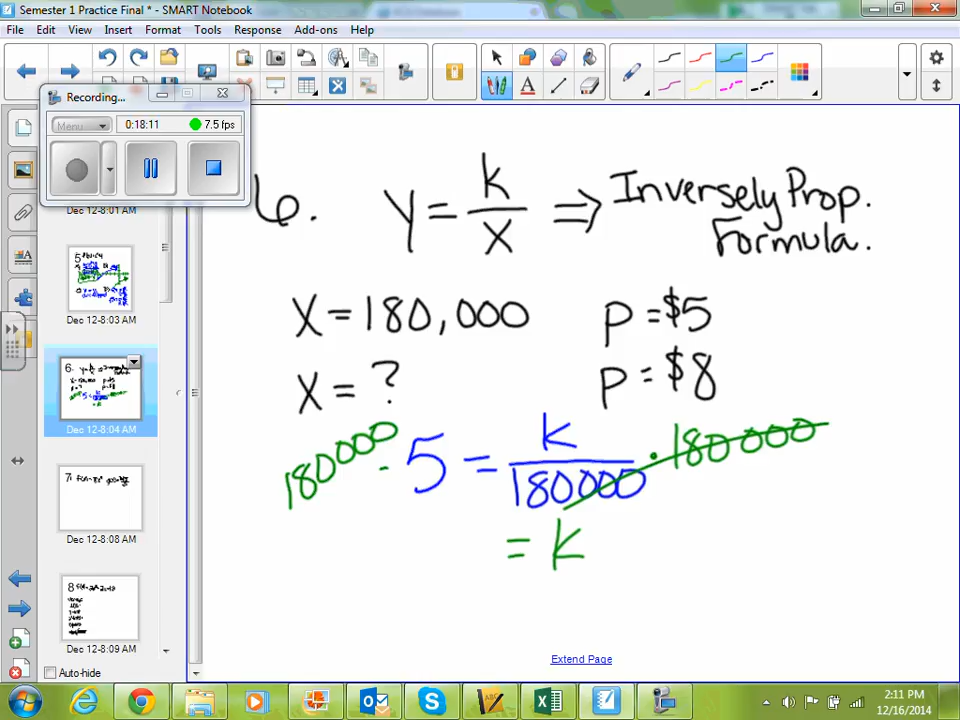 Semester 1 Practice Final * - SMART Notebook
File Edit View Insert Format Tools Response Add-ons Help
Recording...
Menu 0:18:11 7.5 fps
Dec 12-8:01 AM
Dec 12-8:03 AM
Dec 12-8:04 AM
Dec 12-8:08 AM
Dec 12-8:09 AM
Auto-hide
6. y = k/x ⇒ Inversely Prop.
Formula.
x = 180,000 p = $5
x = ? p = $8
180000 · 5 = k/180000 · 180000
= k
Extend Page
2:11 PM
12/16/2014